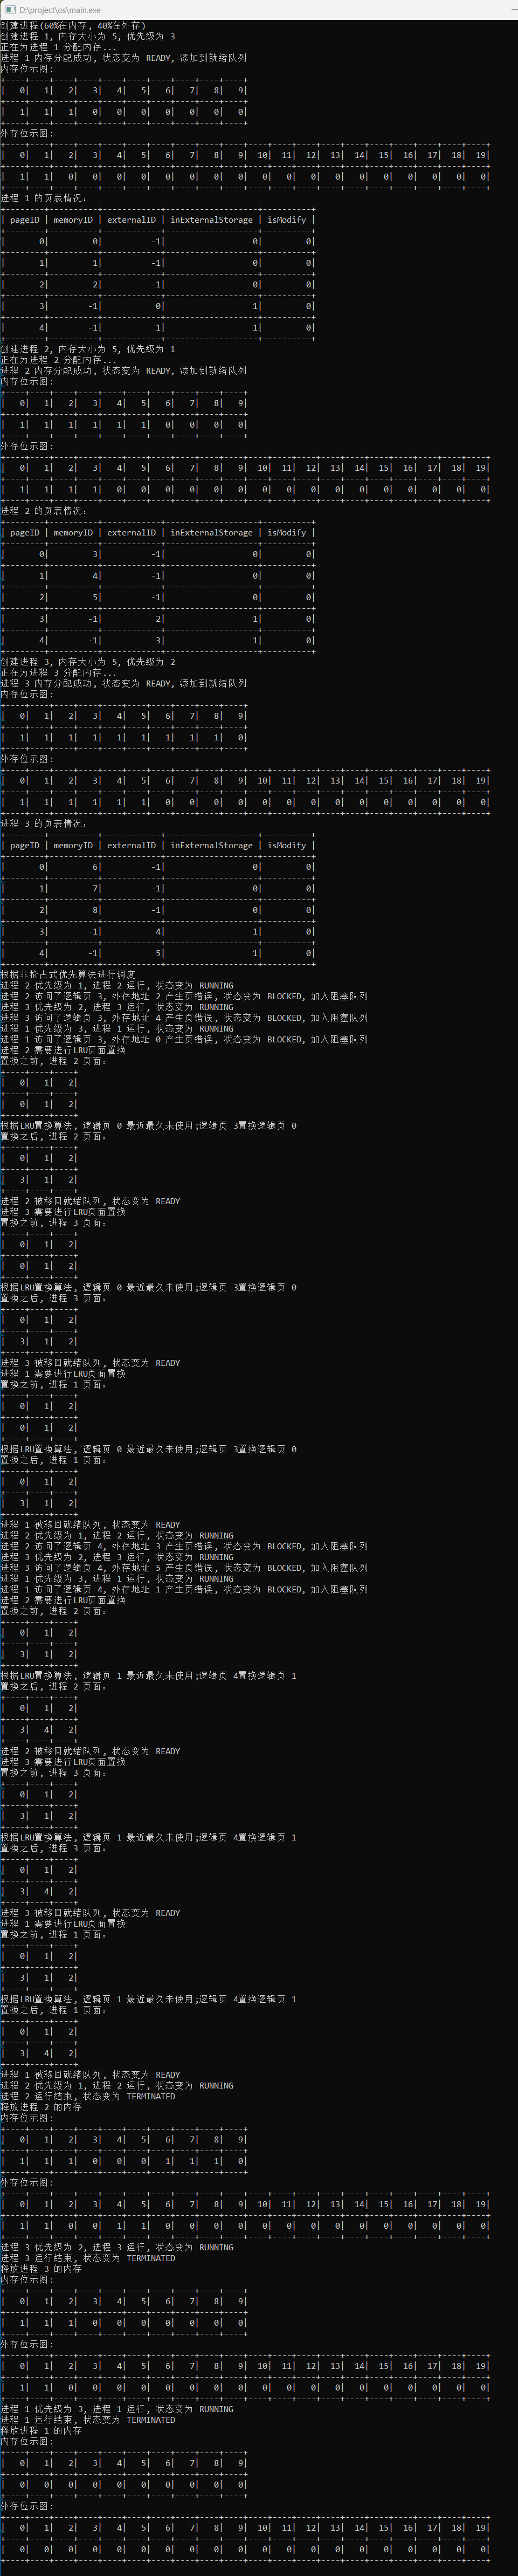 D:\project\os\main.exe
创建进程(60%在内存, 40%在外存)
创建进程 1, 内存大小为 5, 优先级为 3
正在为进程 1 分配内存...
进程 1 内存分配成功, 状态变为 READY, 添加到就绪队列
内存位示图:
+----+----+----+----+----+----+----+----+----+----+
|   0|   1|   2|   3|   4|   5|   6|   7|   8|   9|
+----+----+----+----+----+----+----+----+----+----+
|   1|   1|   1|   0|   0|   0|   0|   0|   0|   0|
+----+----+----+----+----+----+----+----+----+----+
外存位示图:
+----+----+----+----+----+----+----+----+----+----+----+----+----+----+----+----+----+----+----+----+
|   0|   1|   2|   3|   4|   5|   6|   7|   8|   9|  10|  11|  12|  13|  14|  15|  16|  17|  18|  19|
+----+----+----+----+----+----+----+----+----+----+----+----+----+----+----+----+----+----+----+----+
|   1|   1|   0|   0|   0|   0|   0|   0|   0|   0|   0|   0|   0|   0|   0|   0|   0|   0|   0|   0|
+----+----+----+----+----+----+----+----+----+----+----+----+----+----+----+----+----+----+----+----+
进程 1 的页表情况:
+--------+----------+------------+-------------------+----------+
| pageID | memoryID | externalID | inExternalStorage | isModify |
+--------+----------+------------+-------------------+----------+
|       0|         0|          -1|                  0|         0|
+--------+----------+------------+-------------------+----------+
|       1|         1|          -1|                  0|         0|
+--------+----------+------------+-------------------+----------+
|       2|         2|          -1|                  0|         0|
+--------+----------+------------+-------------------+----------+
|       3|        -1|           0|                  1|         0|
+--------+----------+------------+-------------------+----------+
|       4|        -1|           1|                  1|         0|
+--------+----------+------------+-------------------+----------+
创建进程 2, 内存大小为 5, 优先级为 1
正在为进程 2 分配内存...
进程 2 内存分配成功, 状态变为 READY, 添加到就绪队列
内存位示图:
+----+----+----+----+----+----+----+----+----+----+
|   0|   1|   2|   3|   4|   5|   6|   7|   8|   9|
+----+----+----+----+----+----+----+----+----+----+
|   1|   1|   1|   1|   1|   1|   0|   0|   0|   0|
+----+----+----+----+----+----+----+----+----+----+
外存位示图:
+----+----+----+----+----+----+----+----+----+----+----+----+----+----+----+----+----+----+----+----+
|   0|   1|   2|   3|   4|   5|   6|   7|   8|   9|  10|  11|  12|  13|  14|  15|  16|  17|  18|  19|
+----+----+----+----+----+----+----+----+----+----+----+----+----+----+----+----+----+----+----+----+
|   1|   1|   1|   1|   0|   0|   0|   0|   0|   0|   0|   0|   0|   0|   0|   0|   0|   0|   0|   0|
+----+----+----+----+----+----+----+----+----+----+----+----+----+----+----+----+----+----+----+----+
进程 2 的页表情况:
+--------+----------+------------+-------------------+----------+
| pageID | memoryID | externalID | inExternalStorage | isModify |
+--------+----------+------------+-------------------+----------+
|       0|         3|          -1|                  0|         0|
+--------+----------+------------+-------------------+----------+
|       1|         4|          -1|                  0|         0|
+--------+----------+------------+-------------------+----------+
|       2|         5|          -1|                  0|         0|
+--------+----------+------------+-------------------+----------+
|       3|        -1|           2|                  1|         0|
+--------+----------+------------+-------------------+----------+
|       4|        -1|           3|                  1|         0|
+--------+----------+------------+-------------------+----------+
创建进程 3, 内存大小为 5, 优先级为 2
正在为进程 3 分配内存...
进程 3 内存分配成功, 状态变为 READY, 添加到就绪队列
内存位示图:
+----+----+----+----+----+----+----+----+----+----+
|   0|   1|   2|   3|   4|   5|   6|   7|   8|   9|
+----+----+----+----+----+----+----+----+----+----+
|   1|   1|   1|   1|   1|   1|   1|   1|   1|   0|
+----+----+----+----+----+----+----+----+----+----+
外存位示图:
+----+----+----+----+----+----+----+----+----+----+----+----+----+----+----+----+----+----+----+----+
|   0|   1|   2|   3|   4|   5|   6|   7|   8|   9|  10|  11|  12|  13|  14|  15|  16|  17|  18|  19|
+----+----+----+----+----+----+----+----+----+----+----+----+----+----+----+----+----+----+----+----+
|   1|   1|   1|   1|   1|   1|   0|   0|   0|   0|   0|   0|   0|   0|   0|   0|   0|   0|   0|   0|
+----+----+----+----+----+----+----+----+----+----+----+----+----+----+----+----+----+----+----+----+
进程 3 的页表情况:
+--------+----------+------------+-------------------+----------+
| pageID | memoryID | externalID | inExternalStorage | isModify |
+--------+----------+------------+-------------------+----------+
|       0|         6|          -1|                  0|         0|
+--------+----------+------------+-------------------+----------+
|       1|         7|          -1|                  0|         0|
+--------+----------+------------+-------------------+----------+
|       2|         8|          -1|                  0|         0|
+--------+----------+------------+-------------------+----------+
|       3|        -1|           4|                  1|         0|
+--------+----------+------------+-------------------+----------+
|       4|        -1|           5|                  1|         0|
+--------+----------+------------+-------------------+----------+
根据非抢占式优先算法进行调度
进程 2 优先级为 1, 进程 2 运行, 状态变为 RUNNING
进程 2 访问了逻辑页 3, 外存地址 2 产生页错误, 状态变为 BLOCKED, 加入阻塞队列
进程 3 优先级为 2, 进程 3 运行, 状态变为 RUNNING
进程 3 访问了逻辑页 3, 外存地址 4 产生页错误, 状态变为 BLOCKED, 加入阻塞队列
进程 1 优先级为 3, 进程 1 运行, 状态变为 RUNNING
进程 1 访问了逻辑页 3, 外存地址 0 产生页错误, 状态变为 BLOCKED, 加入阻塞队列
进程 2 需要进行LRU页面置换
置换之前, 进程 2 页面:
+----+----+----+
|   0|   1|   2|
+----+----+----+
|   0|   1|   2|
+----+----+----+
根据LRU置换算法, 逻辑页 0 最近最久未使用;逻辑页 3置换逻辑页 0
置换之后, 进程 2 页面:
+----+----+----+
|   0|   1|   2|
+----+----+----+
|   3|   1|   2|
+----+----+----+
进程 2 被移回就绪队列, 状态变为 READY
进程 3 需要进行LRU页面置换
置换之前, 进程 3 页面:
+----+----+----+
|   0|   1|   2|
+----+----+----+
|   0|   1|   2|
+----+----+----+
根据LRU置换算法, 逻辑页 0 最近最久未使用;逻辑页 3置换逻辑页 0
置换之后, 进程 3 页面:
+----+----+----+
|   0|   1|   2|
+----+----+----+
|   3|   1|   2|
+----+----+----+
进程 3 被移回就绪队列, 状态变为 READY
进程 1 需要进行LRU页面置换
置换之前, 进程 1 页面:
+----+----+----+
|   0|   1|   2|
+----+----+----+
|   0|   1|   2|
+----+----+----+
根据LRU置换算法, 逻辑页 0 最近最久未使用;逻辑页 3置换逻辑页 0
置换之后, 进程 1 页面:
+----+----+----+
|   0|   1|   2|
+----+----+----+
|   3|   1|   2|
+----+----+----+
进程 1 被移回就绪队列, 状态变为 READY
进程 2 优先级为 1, 进程 2 运行, 状态变为 RUNNING
进程 2 访问了逻辑页 4, 外存地址 3 产生页错误, 状态变为 BLOCKED, 加入阻塞队列
进程 3 优先级为 2, 进程 3 运行, 状态变为 RUNNING
进程 3 访问了逻辑页 4, 外存地址 5 产生页错误, 状态变为 BLOCKED, 加入阻塞队列
进程 1 优先级为 3, 进程 1 运行, 状态变为 RUNNING
进程 1 访问了逻辑页 4, 外存地址 1 产生页错误, 状态变为 BLOCKED, 加入阻塞队列
进程 2 需要进行LRU页面置换
置换之前, 进程 2 页面:
+----+----+----+
|   0|   1|   2|
+----+----+----+
|   3|   1|   2|
+----+----+----+
根据LRU置换算法, 逻辑页 1 最近最久未使用;逻辑页 4置换逻辑页 1
置换之后, 进程 2 页面:
+----+----+----+
|   0|   1|   2|
+----+----+----+
|   3|   4|   2|
+----+----+----+
进程 2 被移回就绪队列, 状态变为 READY
进程 3 需要进行LRU页面置换
置换之前, 进程 3 页面:
+----+----+----+
|   0|   1|   2|
+----+----+----+
|   3|   1|   2|
+----+----+----+
根据LRU置换算法, 逻辑页 1 最近最久未使用;逻辑页 4置换逻辑页 1
置换之后, 进程 3 页面:
+----+----+----+
|   0|   1|   2|
+----+----+----+
|   3|   4|   2|
+----+----+----+
进程 3 被移回就绪队列, 状态变为 READY
进程 1 需要进行LRU页面置换
置换之前, 进程 1 页面:
+----+----+----+
|   0|   1|   2|
+----+----+----+
|   3|   1|   2|
+----+----+----+
根据LRU置换算法, 逻辑页 1 最近最久未使用;逻辑页 4置换逻辑页 1
置换之后, 进程 1 页面:
+----+----+----+
|   0|   1|   2|
+----+----+----+
|   3|   4|   2|
+----+----+----+
进程 1 被移回就绪队列, 状态变为 READY
进程 2 优先级为 1, 进程 2 运行, 状态变为 RUNNING
进程 2 运行结束, 状态变为 TERMINATED
释放进程 2 的内存
内存位示图:
+----+----+----+----+----+----+----+----+----+----+
|   0|   1|   2|   3|   4|   5|   6|   7|   8|   9|
+----+----+----+----+----+----+----+----+----+----+
|   1|   1|   1|   0|   0|   0|   1|   1|   1|   0|
+----+----+----+----+----+----+----+----+----+----+
外存位示图:
+----+----+----+----+----+----+----+----+----+----+----+----+----+----+----+----+----+----+----+----+
|   0|   1|   2|   3|   4|   5|   6|   7|   8|   9|  10|  11|  12|  13|  14|  15|  16|  17|  18|  19|
+----+----+----+----+----+----+----+----+----+----+----+----+----+----+----+----+----+----+----+----+
|   1|   1|   0|   0|   1|   1|   0|   0|   0|   0|   0|   0|   0|   0|   0|   0|   0|   0|   0|   0|
+----+----+----+----+----+----+----+----+----+----+----+----+----+----+----+----+----+----+----+----+
进程 3 优先级为 2, 进程 3 运行, 状态变为 RUNNING
进程 3 运行结束, 状态变为 TERMINATED
释放进程 3 的内存
内存位示图:
+----+----+----+----+----+----+----+----+----+----+
|   0|   1|   2|   3|   4|   5|   6|   7|   8|   9|
+----+----+----+----+----+----+----+----+----+----+
|   1|   1|   1|   0|   0|   0|   0|   0|   0|   0|
+----+----+----+----+----+----+----+----+----+----+
外存位示图:
+----+----+----+----+----+----+----+----+----+----+----+----+----+----+----+----+----+----+----+----+
|   0|   1|   2|   3|   4|   5|   6|   7|   8|   9|  10|  11|  12|  13|  14|  15|  16|  17|  18|  19|
+----+----+----+----+----+----+----+----+----+----+----+----+----+----+----+----+----+----+----+----+
|   1|   1|   0|   0|   0|   0|   0|   0|   0|   0|   0|   0|   0|   0|   0|   0|   0|   0|   0|   0|
+----+----+----+----+----+----+----+----+----+----+----+----+----+----+----+----+----+----+----+----+
进程 1 优先级为 3, 进程 1 运行, 状态变为 RUNNING
进程 1 运行结束, 状态变为 TERMINATED
释放进程 1 的内存
内存位示图:
+----+----+----+----+----+----+----+----+----+----+
|   0|   1|   2|   3|   4|   5|   6|   7|   8|   9|
+----+----+----+----+----+----+----+----+----+----+
|   0|   0|   0|   0|   0|   0|   0|   0|   0|   0|
+----+----+----+----+----+----+----+----+----+----+
外存位示图:
+----+----+----+----+----+----+----+----+----+----+----+----+----+----+----+----+----+----+----+----+
|   0|   1|   2|   3|   4|   5|   6|   7|   8|   9|  10|  11|  12|  13|  14|  15|  16|  17|  18|  19|
+----+----+----+----+----+----+----+----+----+----+----+----+----+----+----+----+----+----+----+----+
|   0|   0|   0|   0|   0|   0|   0|   0|   0|   0|   0|   0|   0|   0|   0|   0|   0|   0|   0|   0|
+----+----+----+----+----+----+----+----+----+----+----+----+----+----+----+----+----+----+----+----+